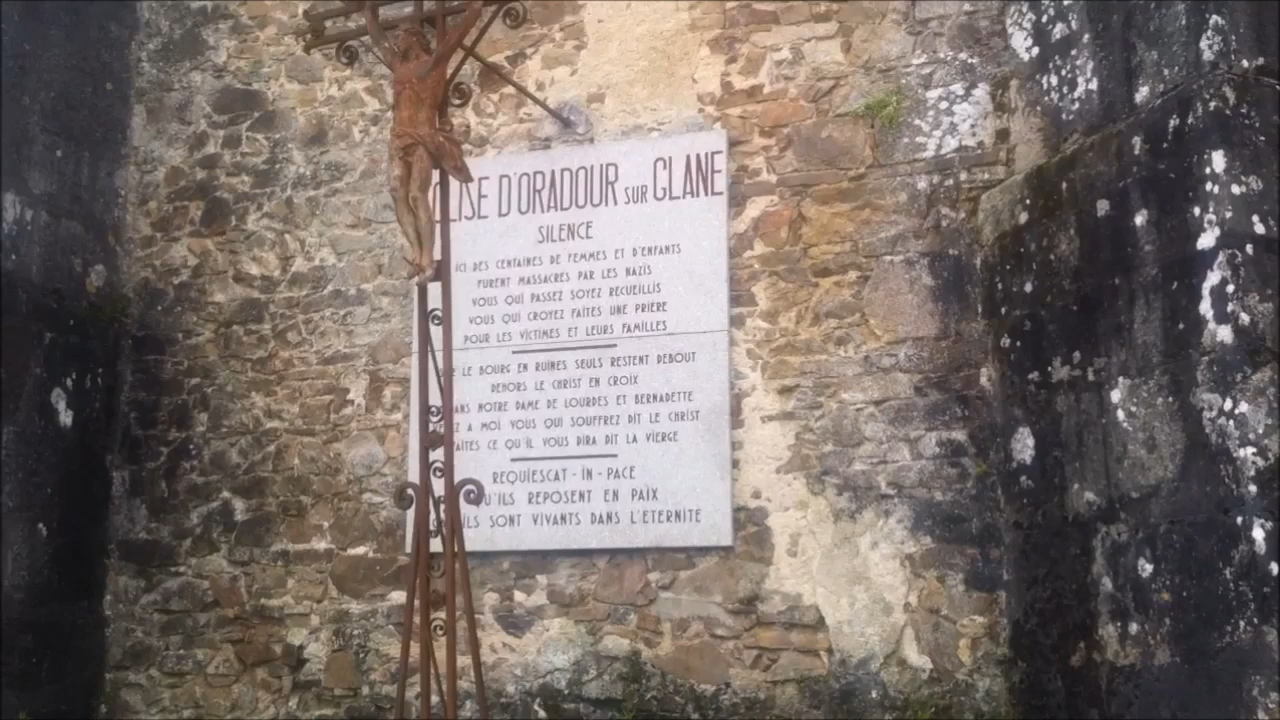 LISE D'ORADOUR SUR GLANE
SILENCE
ICI DES CENTAINES DE FEMMES ET D'ENFANTS
FURENT MASSACRES PAR LES NAZIS
VOUS QUI PASSEZ SOYEZ RECUEILLIS
VOUS QUI CROYEZ FAITES UNE PRIERE
POUR LES VICTIMES ET LEURS FAMILLES
LE BOURG EN RUINES SEULS RESTENT DEBOUT
DEHORS LE CHRIST EN CROIX
ANS NOTRE DAME DE LOURDES ET BERNADETTE
EZ A MOI VOUS QUI SOUFFREZ DIT LE CHRIST
AITES CE QU'IL VOUS DIRA DIT LA VIERGE
REQUIESCAT - IN - PACE
U'ILS REPOSENT EN PAIX
ILS SONT VIVANTS DANS L'ETERNITE